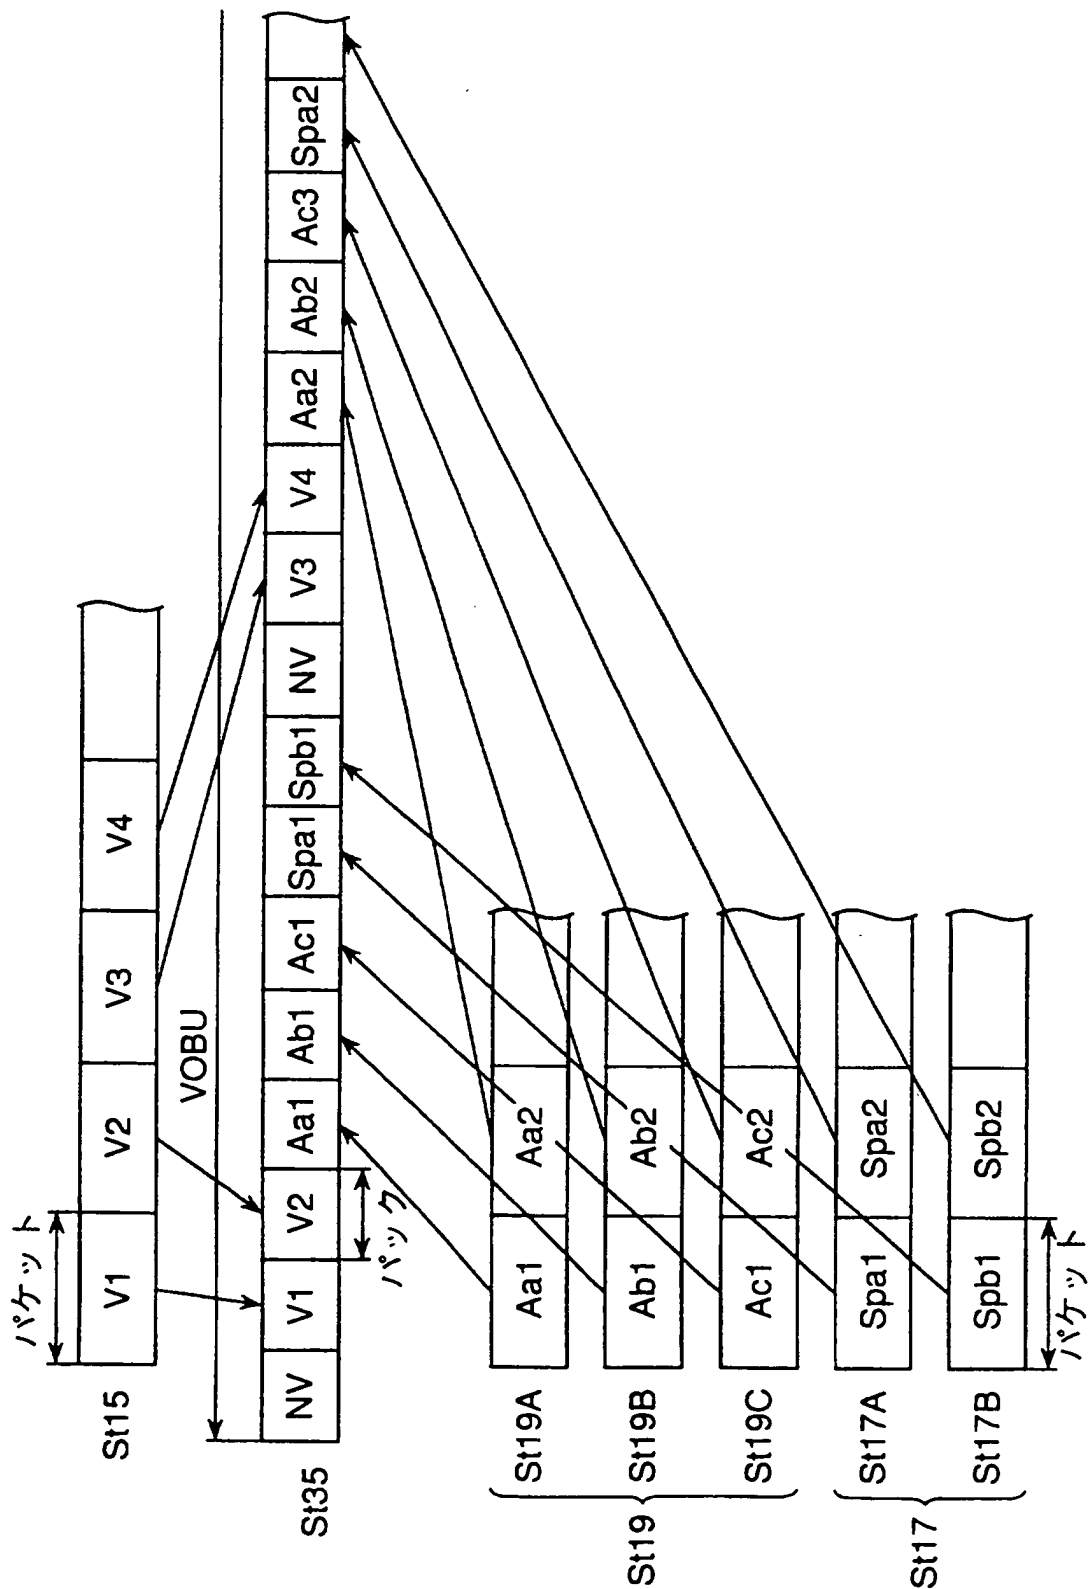 パケット
St15 V1 V2 V3 V4
VOBU
St35 NV V1 V2 Aa1 Ab1 Ac1 Spa1 Spb1 NV V3 V4 Aa2 Ab2 Ac3 Spa2
パック
St19
St19A Aa1 Aa2
St19B Ab1 Ab2
St19C Ac1 Ac2
St17
St17A Spa1 Spa2
St17B Spb1 Spb2
パケット